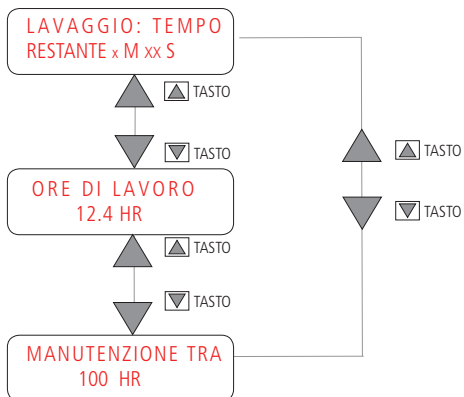 LAVAGGIO: TEMPO
RESTANTE x M xx S
TASTO
TASTO
TASTO
TASTO
ORE DI LAVORO
12.4 HR
TASTO
TASTO
MANUTENZIONE TRA
100 HR